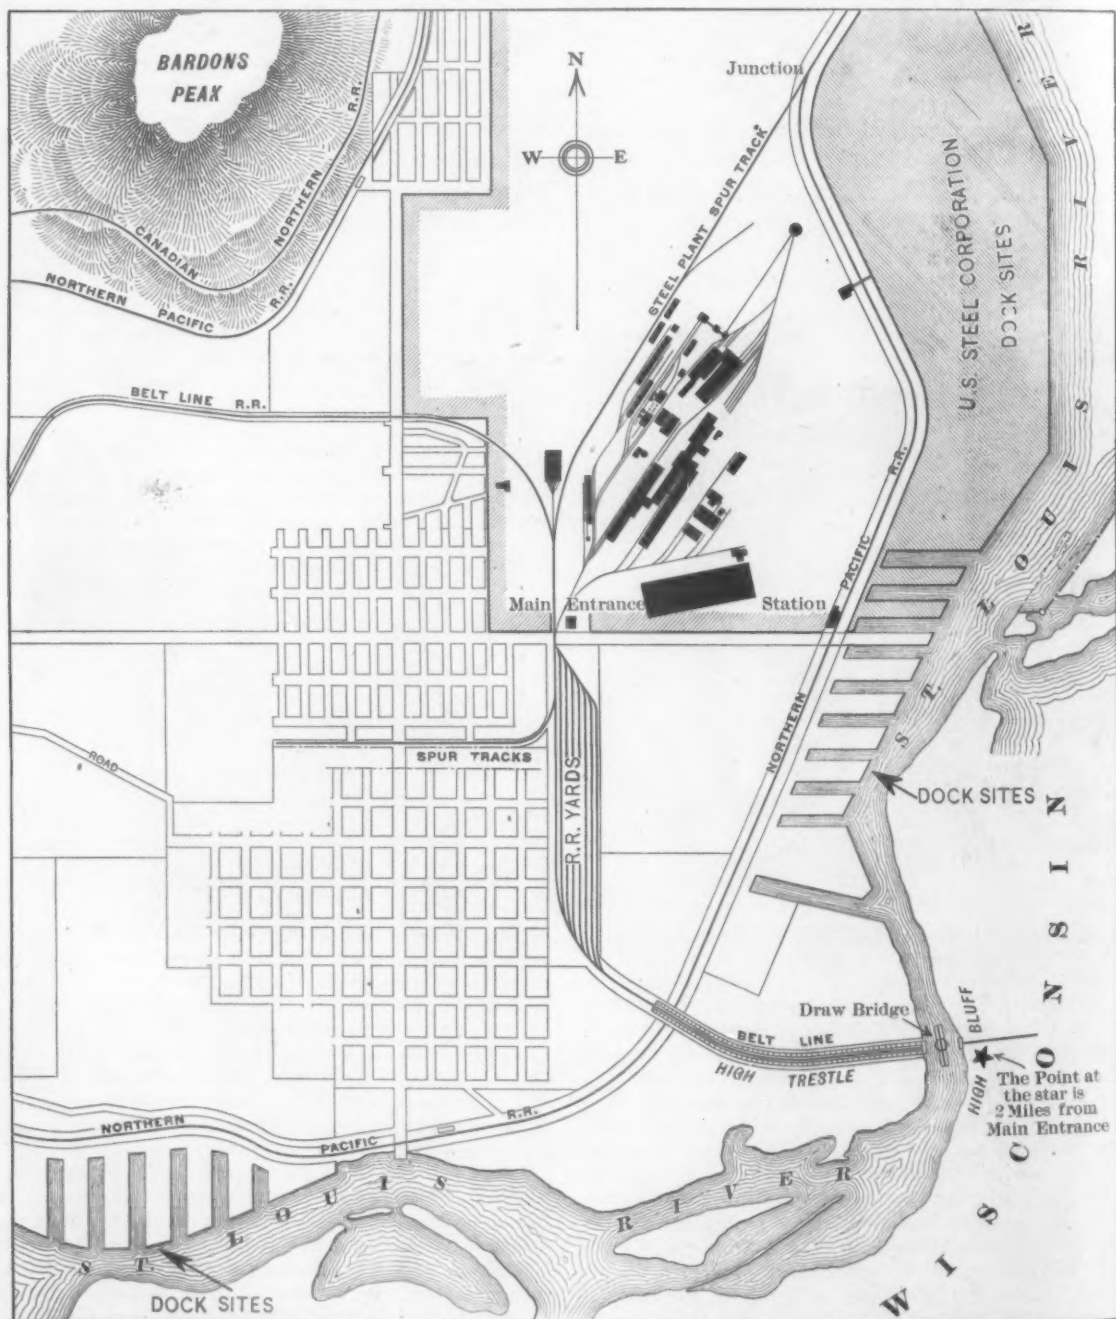 BARDONS
PEAK
N
W E
Junction
R.R.
NORTHERN
CANADIAN
NORTHERN
PACIFIC
R.R.
STEEL PLANT SPUR TRACK
U.S. STEEL CORPORATION
DOCK SITES
BELT LINE R.R.
Main Entrance
Station
NORTHERN PACIFIC R.R.
ST. LOUIS RIVER
ROAD
SPUR TRACKS
R.R. YARDS
DOCK SITES
WISCONSIN
Draw Bridge
HIGH BLUFF
BELT LINE
HIGH TRESTLE
The Point at
the star is
2 Miles from
Main Entrance
NORTHERN PACIFIC R.R.
ST. LOUIS RIVER
DOCK SITES